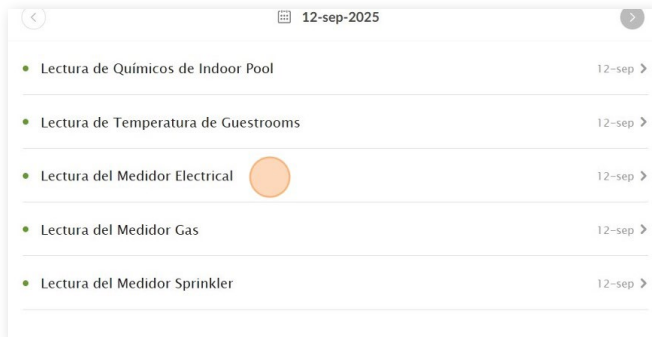 12-sep-2025
Lectura de Químicos de Indoor Pool 12-sep
Lectura de Temperatura de Guestrooms 12-sep
Lectura del Medidor Electrical 12-sep
Lectura del Medidor Gas 12-sep
Lectura del Medidor Sprinkler 12-sep